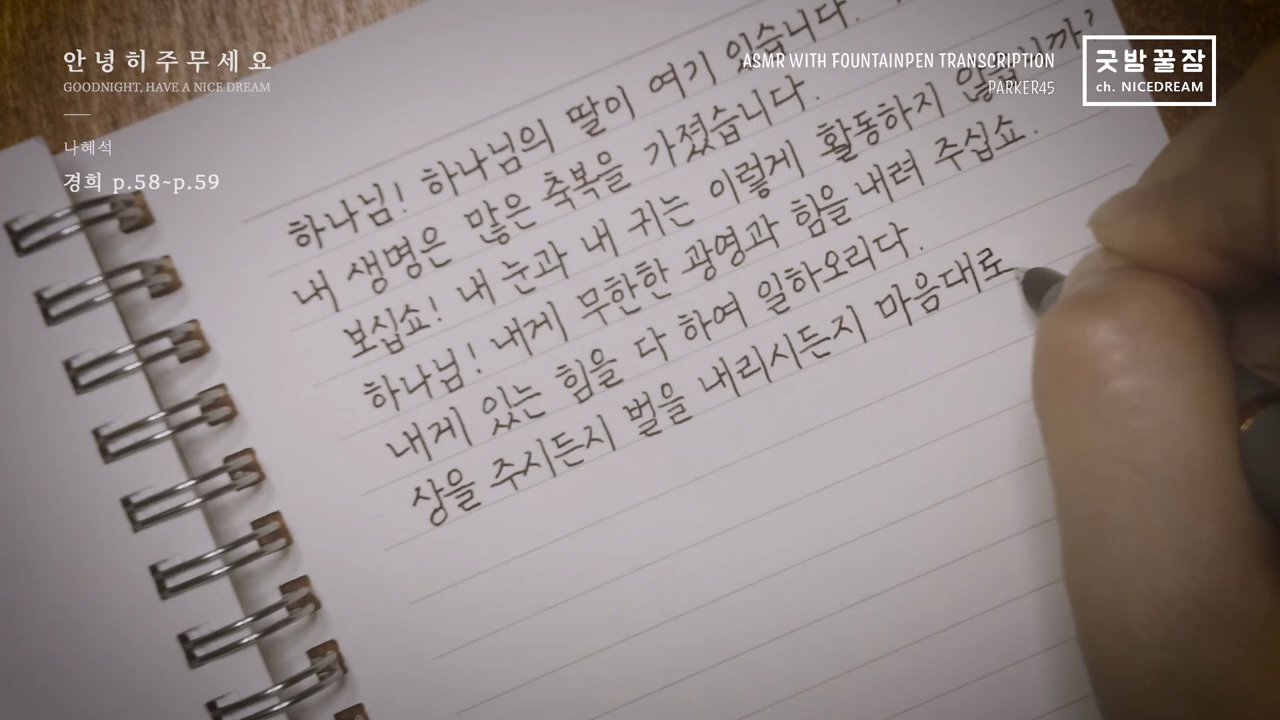 안녕히주무세요
GOODNIGHT, HAVE A NICE DREAM
나혜석
경희 p.58~p.59
ASMR WITH FOUNTAINPEN TRANSCRIPTION
PARKER45
굿밤꿀잠
ch. NICEDREAM
하나님! 하나님의 딸이 여기 있습니다.
내 생명은 많은 축복을 가졌습니다.
보십쇼! 내 눈과 내 귀는 이렇게 활동하지 않습니까?
하나님! 내게 무한한 광영과 힘을 내려 주십쇼.
내게 있는 힘을 다 하여 일하오리다.
상을 주시든지 벌을 내리시든지 마음대로